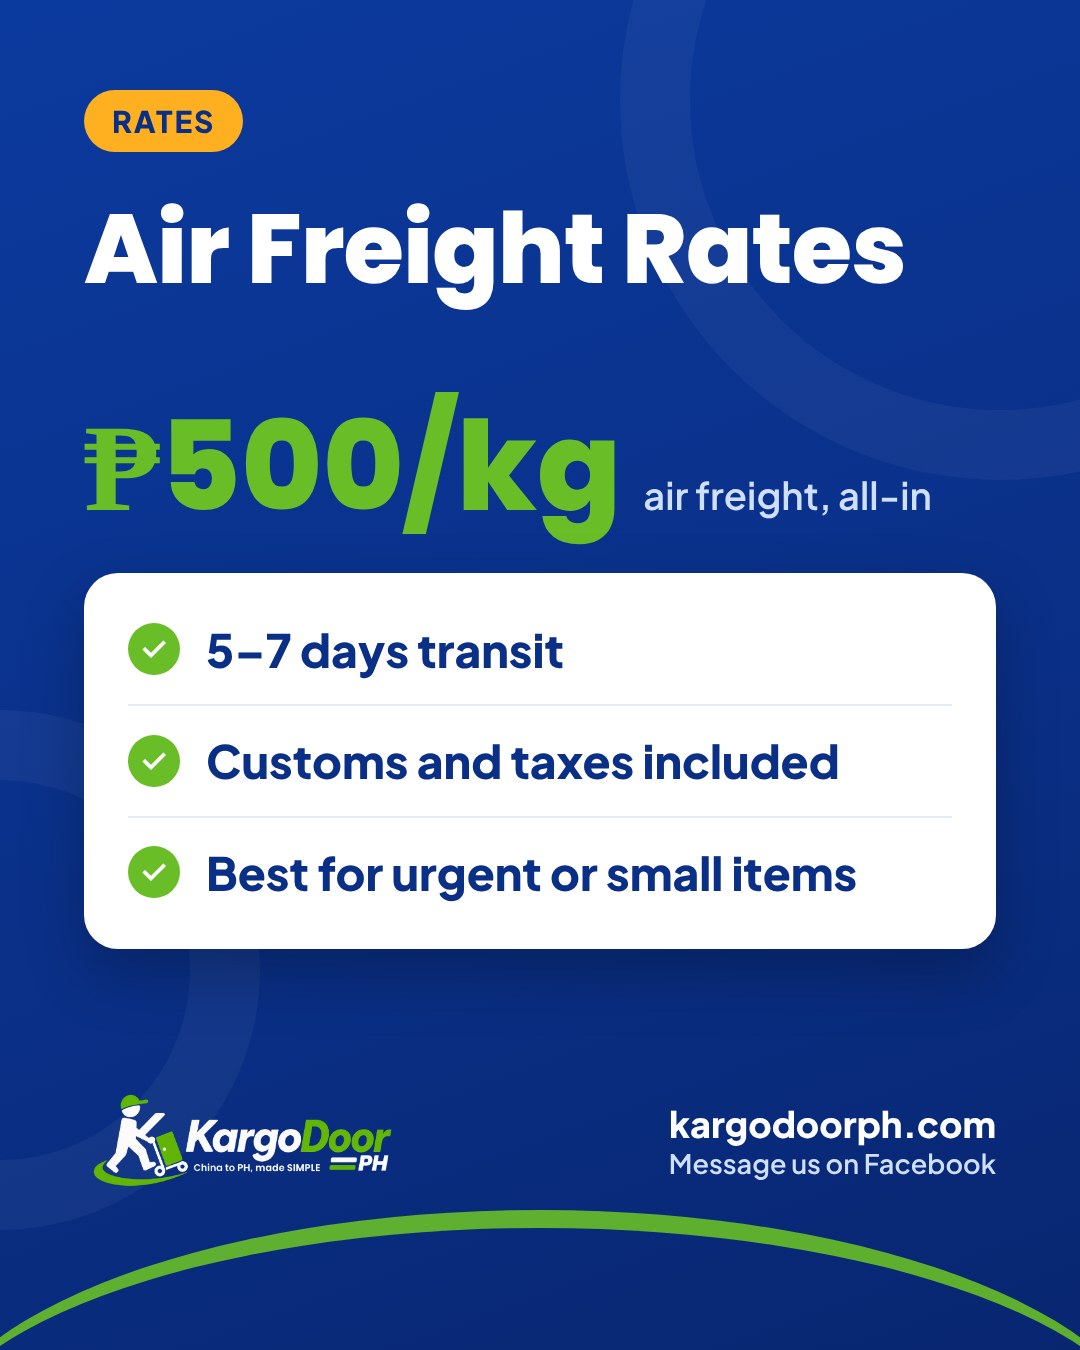 RATES
Air Freight Rates
₱500/kg air freight, all-in
5–7 days transit
Customs and taxes included
Best for urgent or small items
KargoDoor
China to PH, made SIMPLE PH
kargodoorph.com
Message us on Facebook